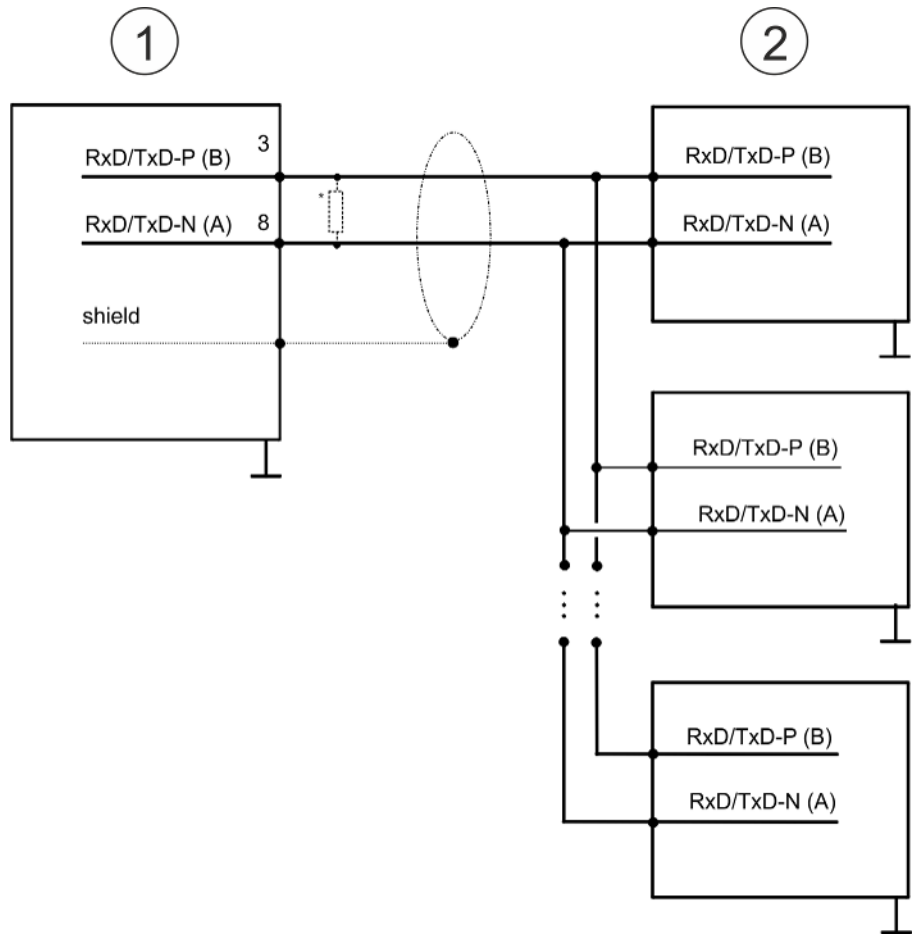 1
2
RxD/TxD-P (B)
3
RxD/TxD-N (A)
8
shield
*
RxD/TxD-P (B)
RxD/TxD-N (A)
RxD/TxD-P (B)
RxD/TxD-N (A)
RxD/TxD-P (B)
RxD/TxD-N (A)